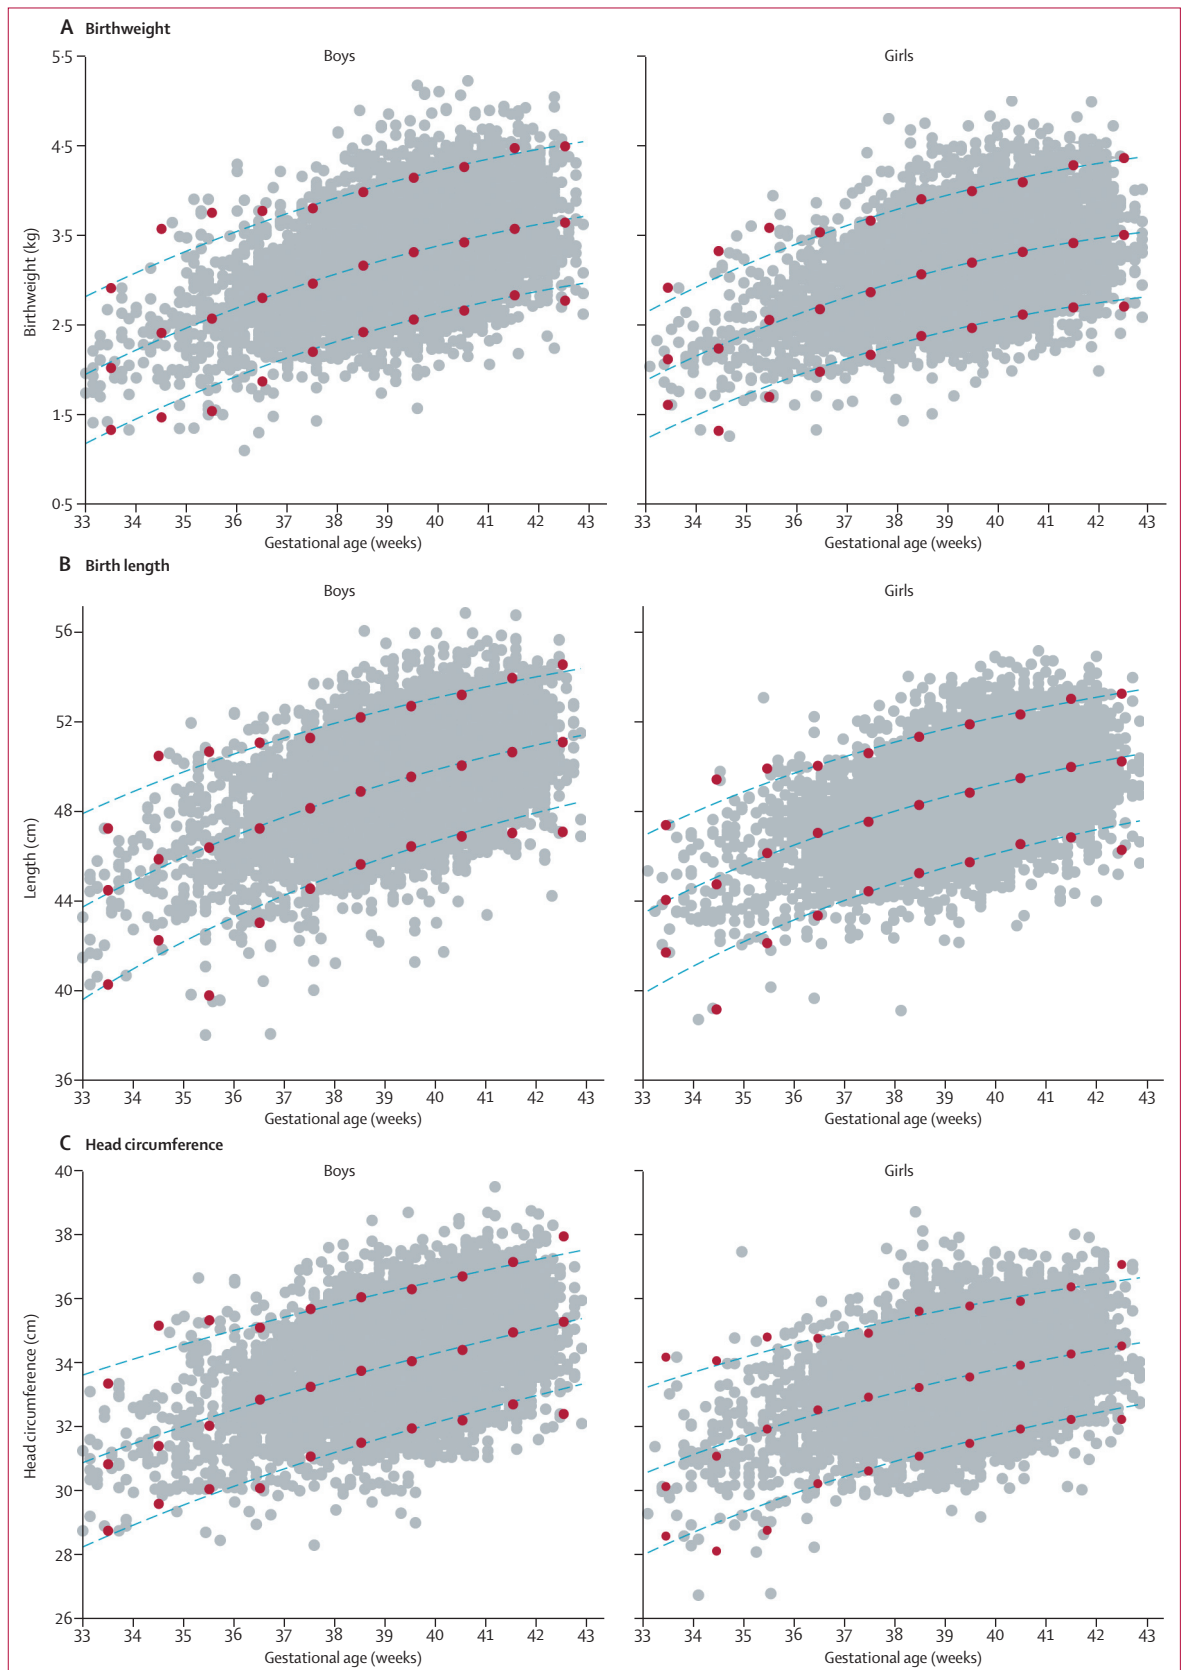 A Birthweight
Boys
Girls
5·5
4·5
3·5
2·5
1·5
0·5
Birthweight (kg)
33 34 35 36 37 38 39 40 41 42 43
33 34 35 36 37 38 39 40 41 42 43
Gestational age (weeks)
Gestational age (weeks)
B Birth length
Boys
Girls
56
52
48
44
40
36
Length (cm)
33 34 35 36 37 38 39 40 41 42 43
33 34 35 36 37 38 39 40 41 42 43
Gestational age (weeks)
Gestational age (weeks)
C Head circumference
Boys
Girls
40
38
36
34
32
30
28
26
Head circumference (cm)
33 34 35 36 37 38 39 40 41 42 43
33 34 35 36 37 38 39 40 41 42 43
Gestational age (weeks)
Gestational age (weeks)